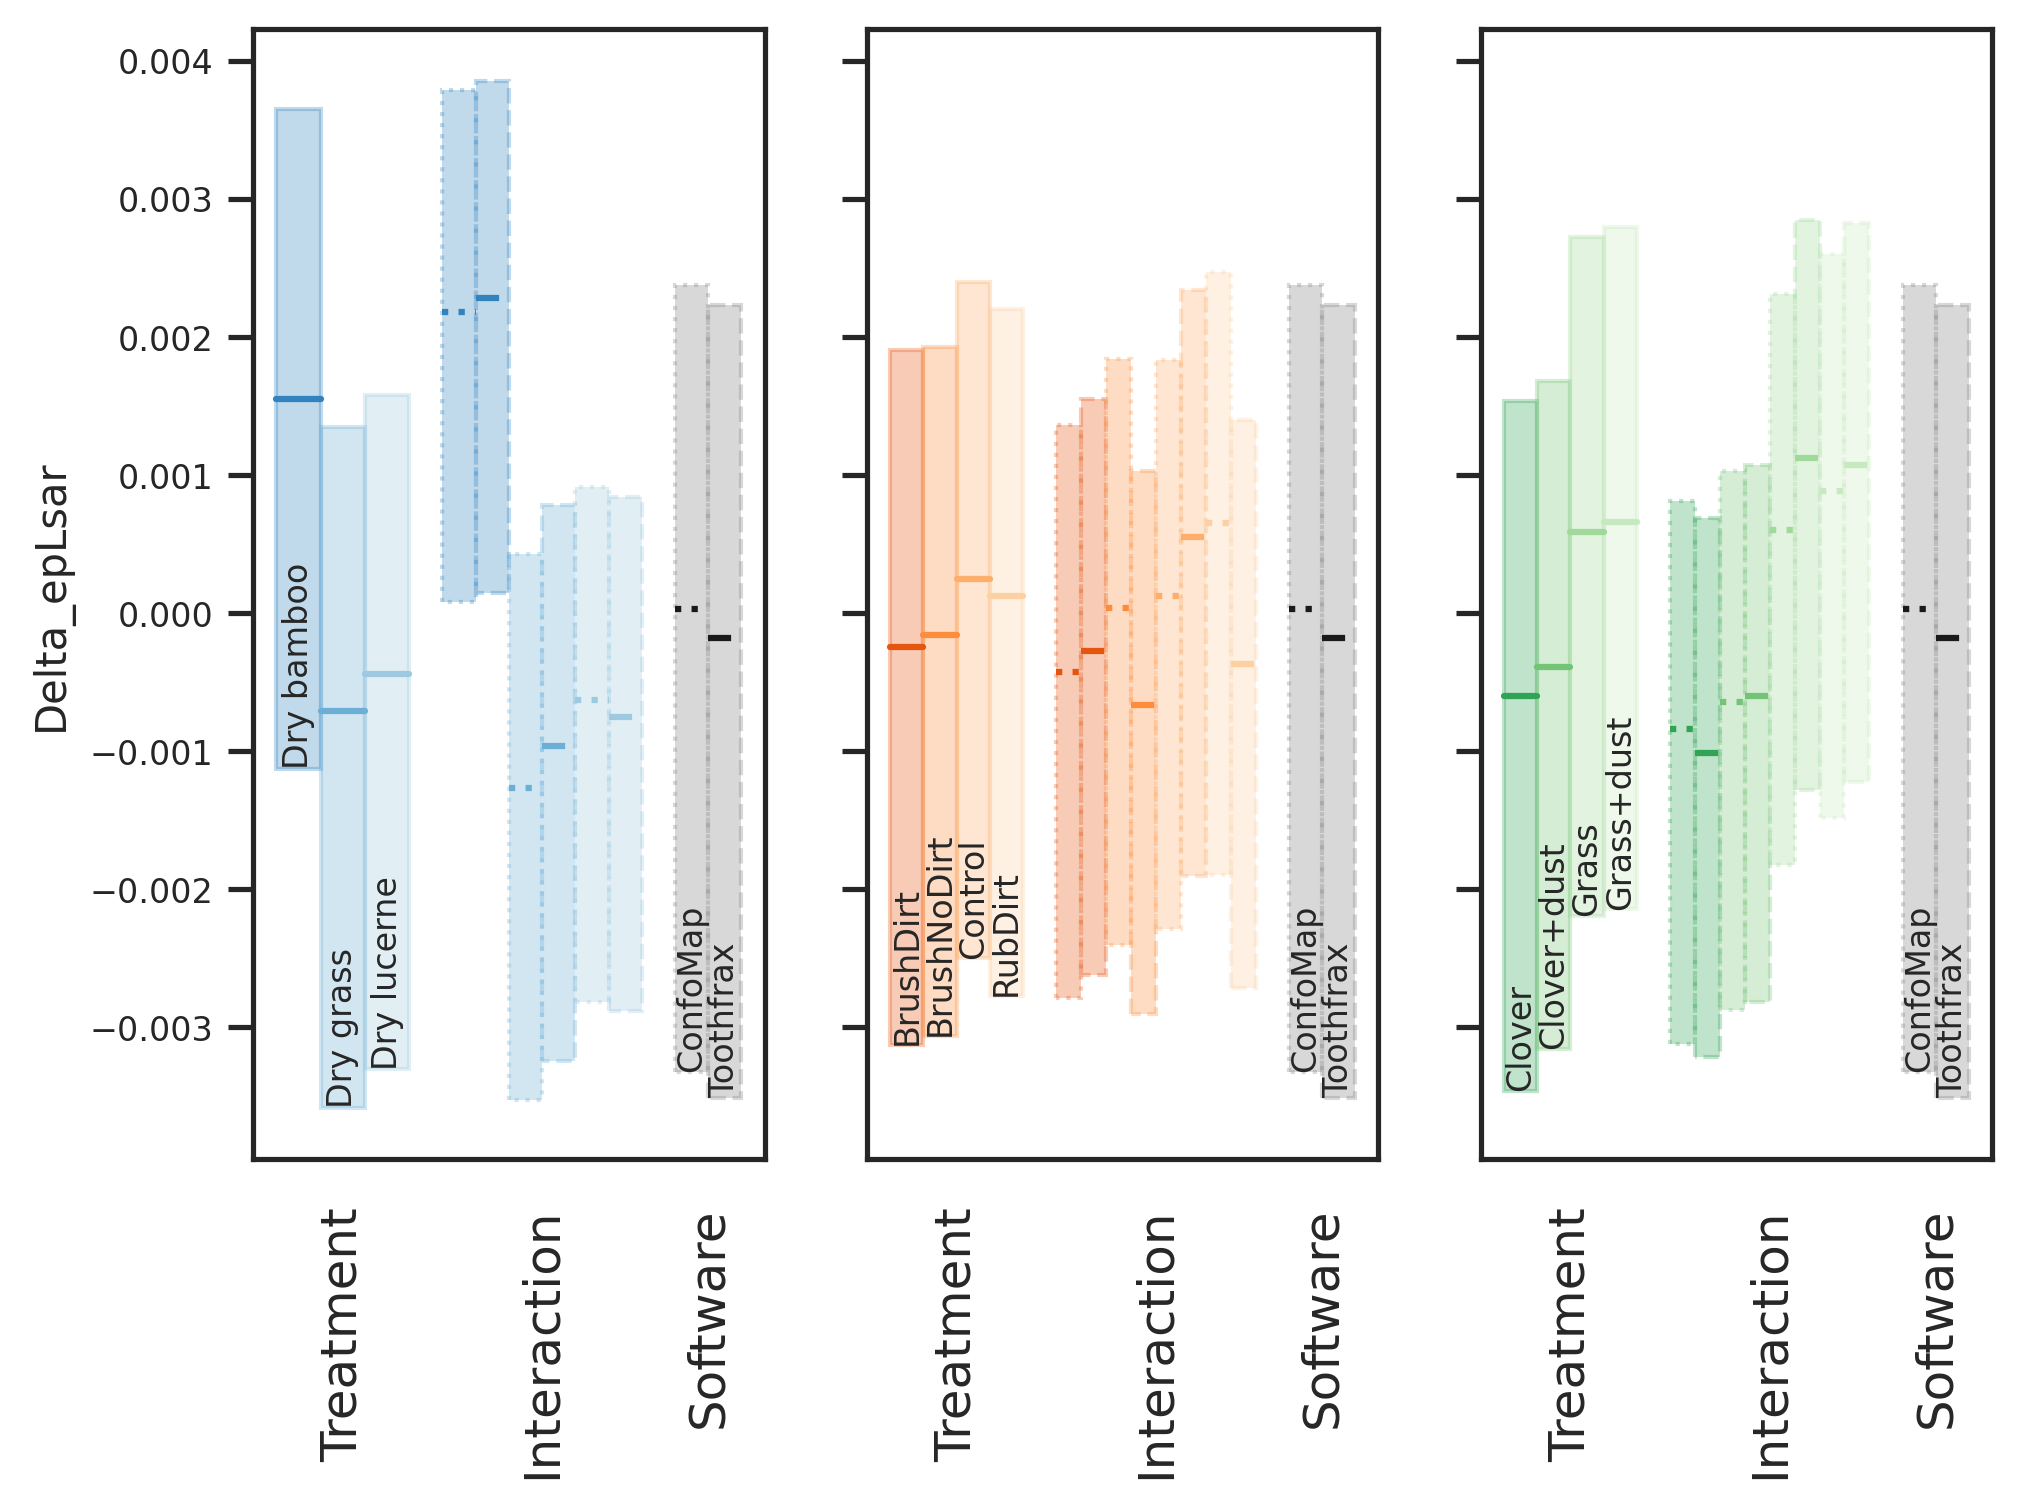 Delta_epLsar
0.004
0.003
0.002
0.001
0.000
−0.001
−0.002
−0.003
Dry bamboo
Dry grass
Dry lucerne
ConfoMap
Toothfrax
Treatment
Interaction
Software
BrushDirt
BrushNoDirt
Control
RubDirt
ConfoMap
Toothfrax
Treatment
Interaction
Software
Clover
Clover+dust
Grass
Grass+dust
ConfoMap
Toothfrax
Treatment
Interaction
Software